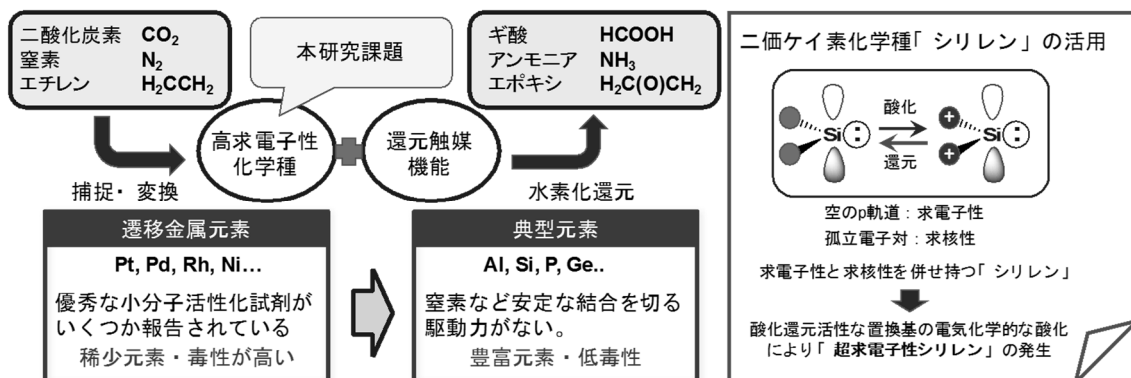 二酸化炭素 CO2
窒素 N2
エチレン H2CCH2
本研究課題
ギ酸 HCOOH
アンモニア NH3
エポキシ H2C(O)CH2
高求電子性
化学種
還元触媒
機能
捕捉・変換
水素化還元
遷移金属元素
Pt, Pd, Rh, Ni…
優秀な小分子活性化試剤が
いくつか報告されている
稀少元素・毒性が高い
典型元素
Al, Si, P, Ge..
窒素など安定な結合を切る
駆動力がない。
豊富元素・低毒性
二価ケイ素化学種「シリレン」の活用
Si :
酸化
還元
+
+
Si :
空のp軌道：求電子性
孤立電子対：求核性
求電子性と求核性を併せ持つ「シリレン」
酸化還元活性な置換基の電気化学的な酸化
により「超求電子性シリレン」の発生